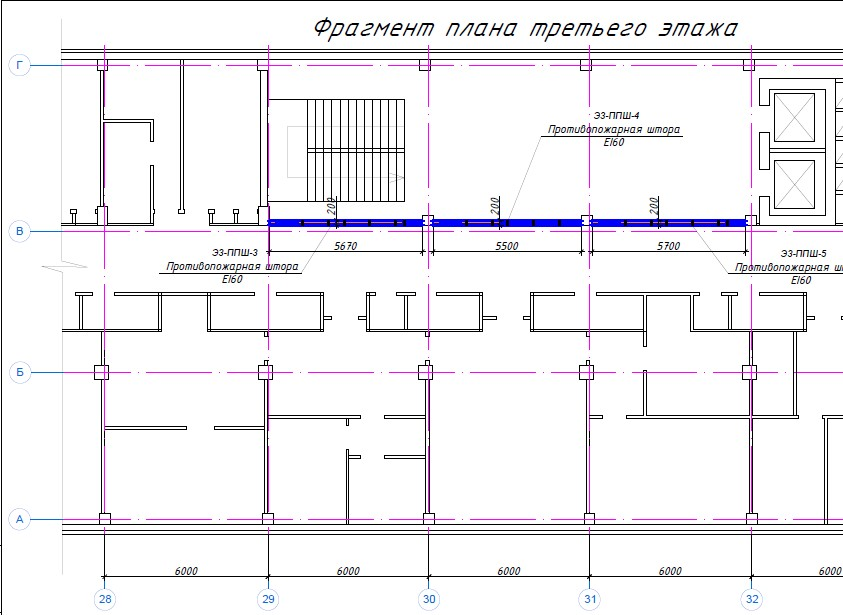 Фрагмент плана третьего этажа
Г
ЭЗ-ППШ-4
Противопожарная штора
EI60
200
200
200
В
5670
5500
5700
ЭЗ-ППШ-3
Противопожарная штора
EI60
ЭЗ-ППШ-5
Противопожарная што
EI60
Б
А
6000
6000
6000
6000
6000
28
29
30
31
32